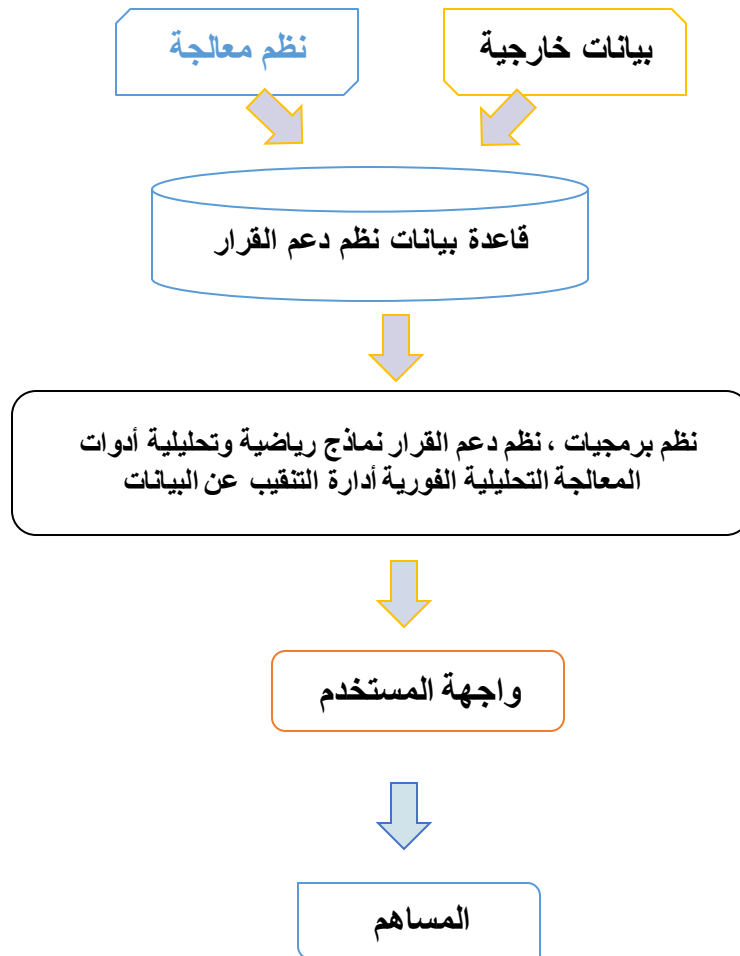 بيانات خارجية
نظم معالجة
قاعدة بيانات نظم دعم القرار
نظم برمجيات ، نظم دعم القرار نماذج رياضية وتحليلية أدوات
المعالجة التحليلية الفورية أدارة التنقيب عن البيانات
واجهة المستخدم
المساهم